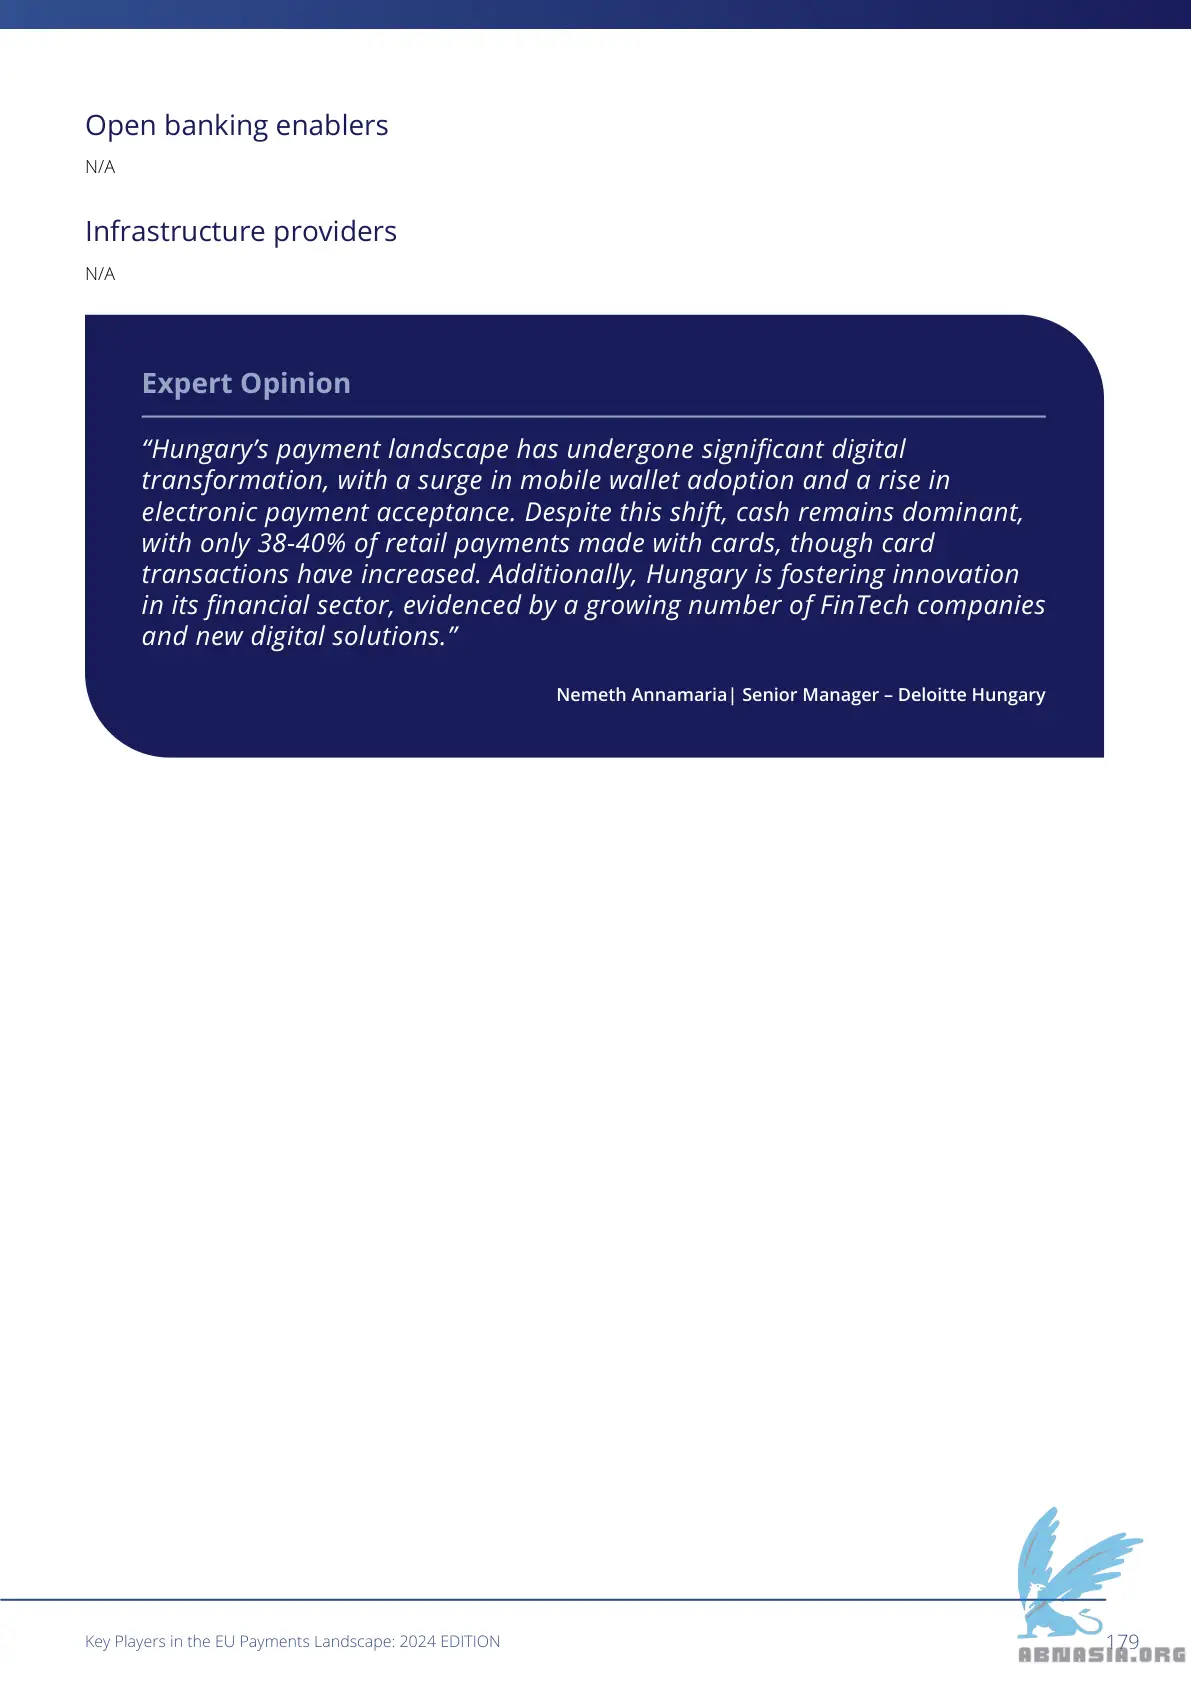 Open banking enablers
N/A
Infrastructure providers
N/A
Expert Opinion
“Hungary’s payment landscape has undergone significant digital
transformation, with a surge in mobile wallet adoption and a rise in
electronic payment acceptance. Despite this shift, cash remains dominant,
with only 38-40% of retail payments made with cards, though card
transactions have increased. Additionally, Hungary is fostering innovation
in its financial sector, evidenced by a growing number of FinTech companies
and new digital solutions.”
Nemeth Annamaria| Senior Manager – Deloitte Hungary
Key Players in the EU Payments Landscape: 2024 EDITION
179
ABNASIA.ORG